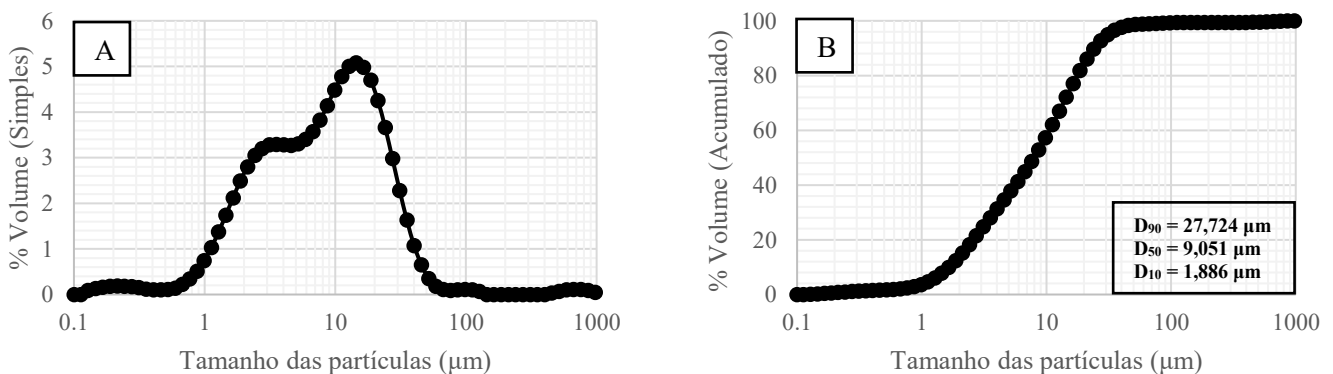 A
% Volume (Simples)
6
5
4
3
2
1
0
0.1
1
10
100
1000
Tamanho das partículas (µm)
B
% Volume (Acumulado)
100
80
60
40
20
0
D₉₀ = 27,724 µm
D₅₀ = 9,051 µm
D₁₀ = 1,886 µm
0.1
1
10
100
1000
Tamanho das partículas (µm)